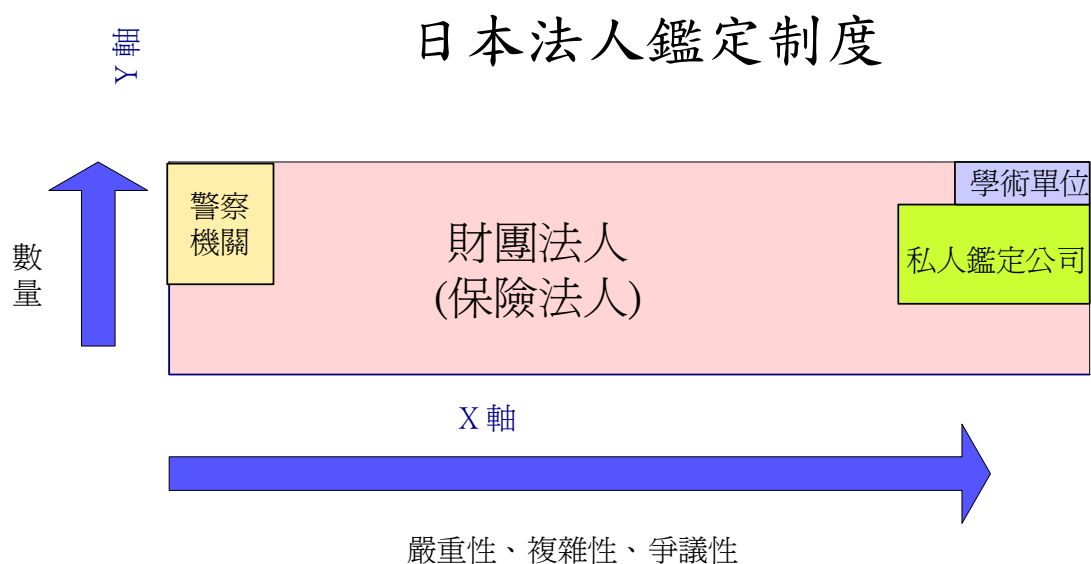 日本法人鑑定制度
Y 軸
數
量
警察
機關
財團法人
(保險法人)
學術單位
私人鑑定公司
X 軸
嚴重性、複雜性、爭議性